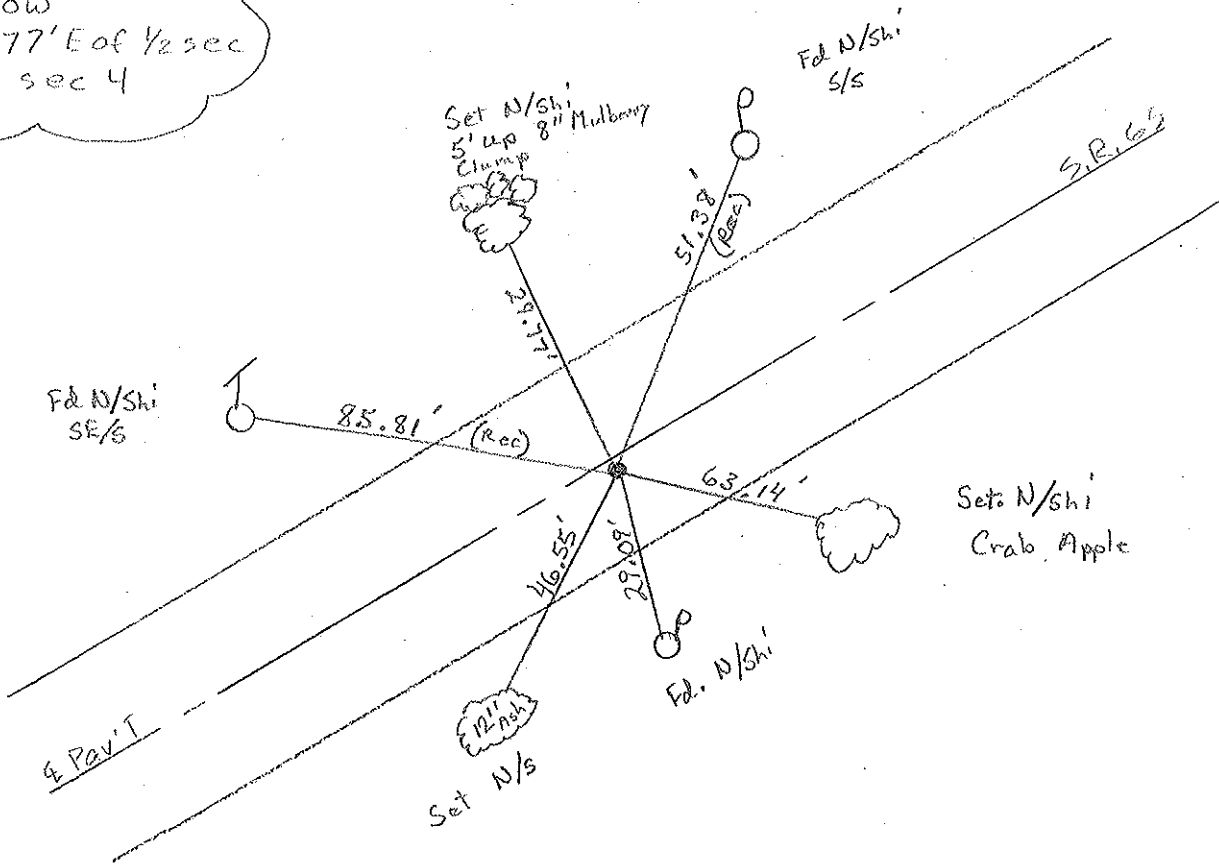 ow
77' E of 1/2 sec
sec 4
Fd N/Shi
S/S
Set N/Shi
5' up 8" Mulberry
Clump
S.R.
51.38'
(Rec)
29.77'
Fd N/Shi
SE/S
85.81' (Rec)
63.14'
Set N/Shi
Crab Apple
46.55'
29.09'
Fd. N/Shi
12" Ash
Set N/S
℄ Pav'T